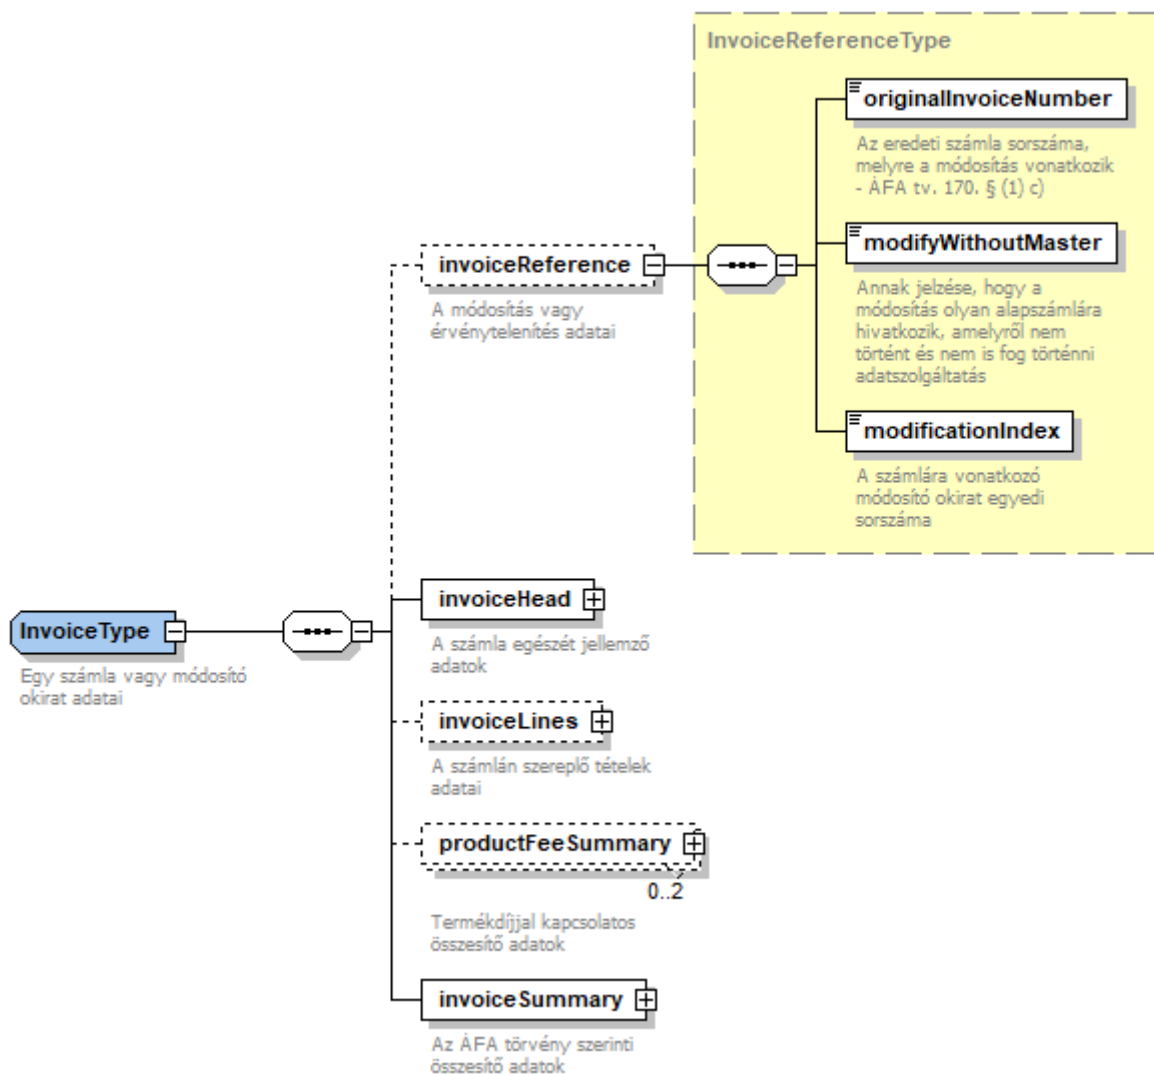 InvoiceReferenceType
originalInvoiceNumber
Az eredeti számla sorszáma,
melyre a módosítás vonatkozik
- ÁFA tv. 170. § (1) c)
modifyWithoutMaster
Annak jelzése, hogy a
módosítás olyan alapszámlára
hivatkozik, amelyről nem
történt és nem is fog történni
adatszolgáltatás
modificationIndex
A számlára vonatkozó
módosító okirat egyedi
sorszáma
invoiceReference
A módosítás vagy
érvénytelenítés adatai
InvoiceType
Egy számla vagy módosító
okirat adatai
invoiceHead
A számla egészét jellemző
adatok
invoiceLines
A számlán szereplő tételek
adatai
productFeeSummary
0..2
Termékdíjjal kapcsolatos
összesítő adatok
invoiceSummary
Az ÁFA törvény szerinti
összesítő adatok